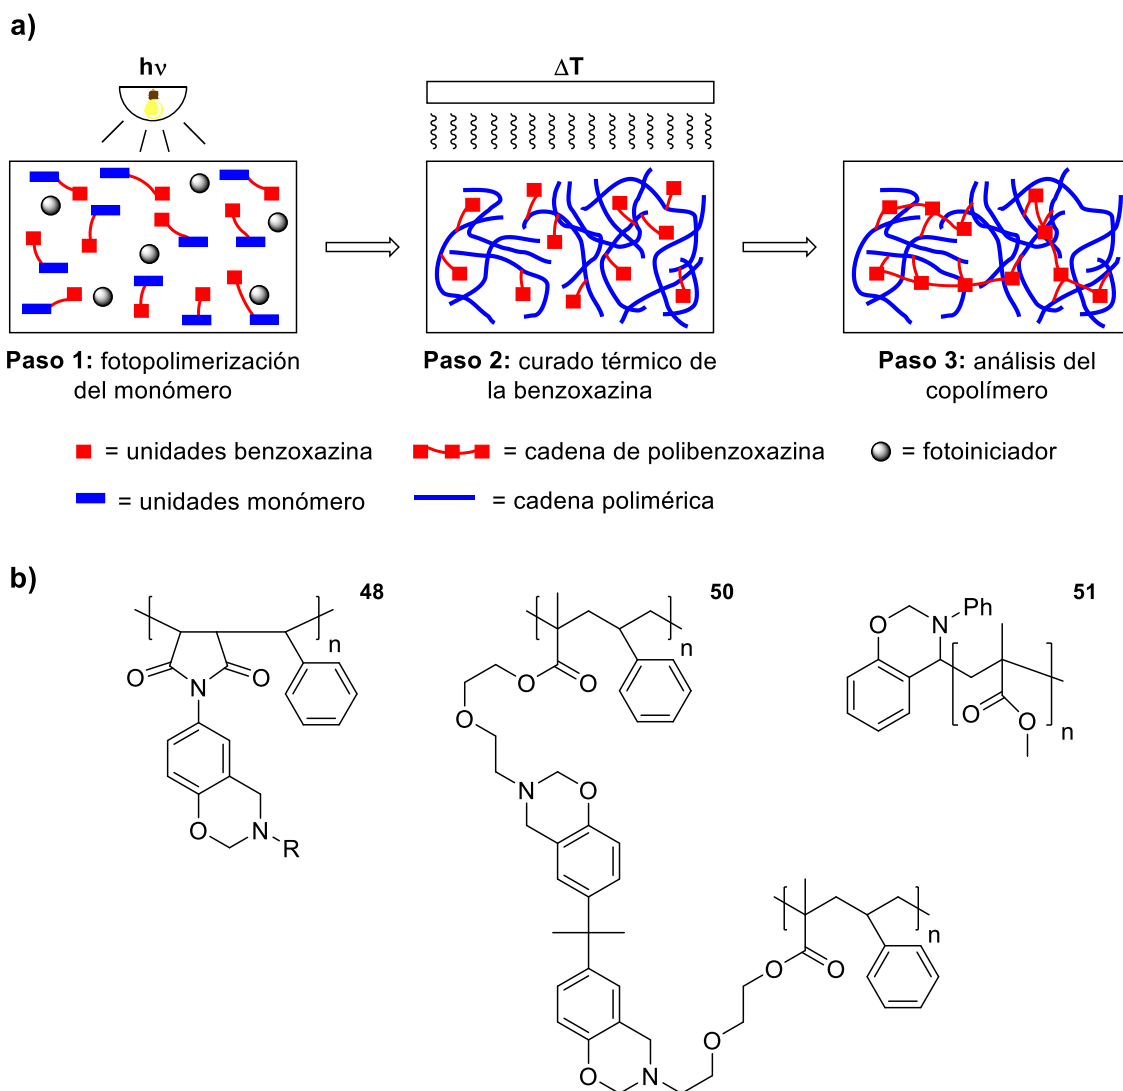 a)
hν
ΔT
Paso 1: fotopolimerización
del monómero
Paso 2: curado térmico de
la benzoxazina
Paso 3: análisis del
copolímero
= unidades benzoxazina
= cadena de polibenzoxazina
= fotoiniciador
= unidades monómero
= cadena polimérica
b)
48
n
O
N
O
O
N
R
50
n
O
O
O
N
O
n
O
O
O
O
N
51
O
N
Ph
O
O
n